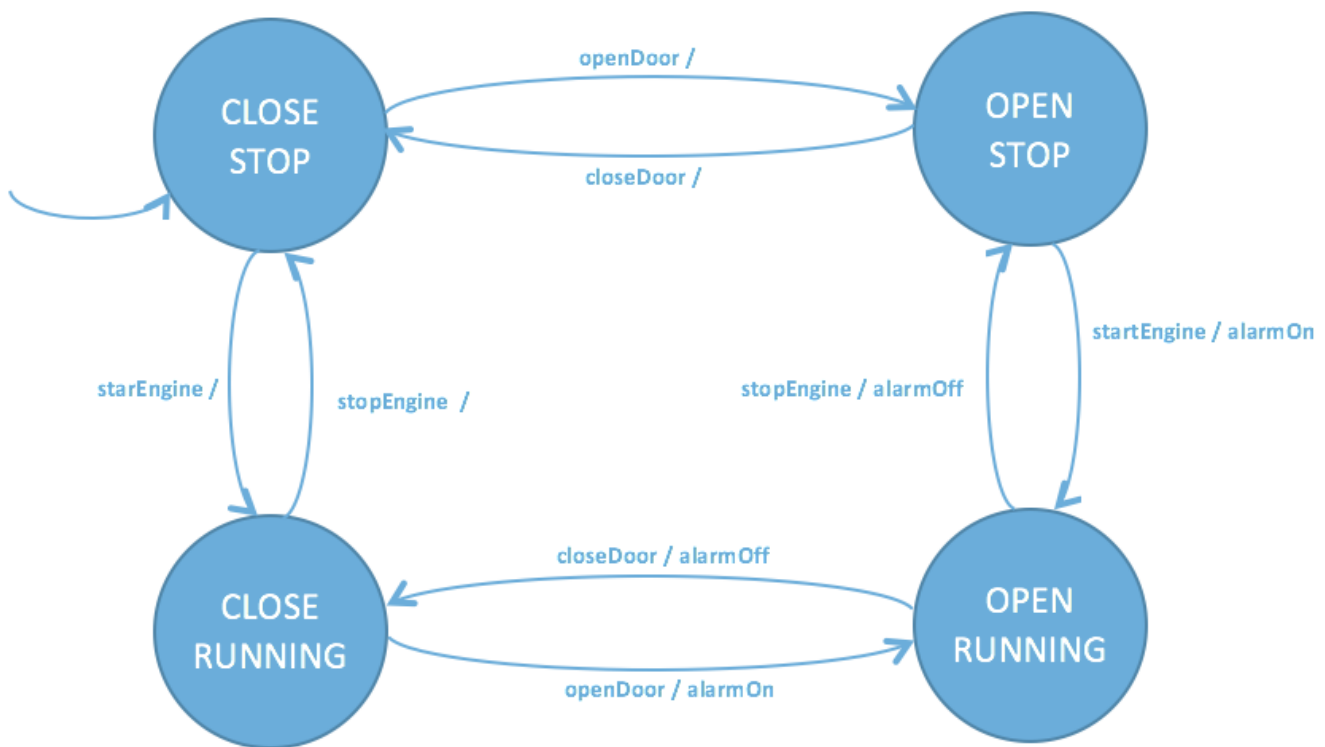 openDoor /
CLOSE
STOP
OPEN
STOP
closeDoor /
startEngine / alarmOn
starEngine /
stopEngine /
stopEngine / alarmOff
closeDoor / alarmOff
CLOSE
RUNNING
OPEN
RUNNING
openDoor / alarmOn